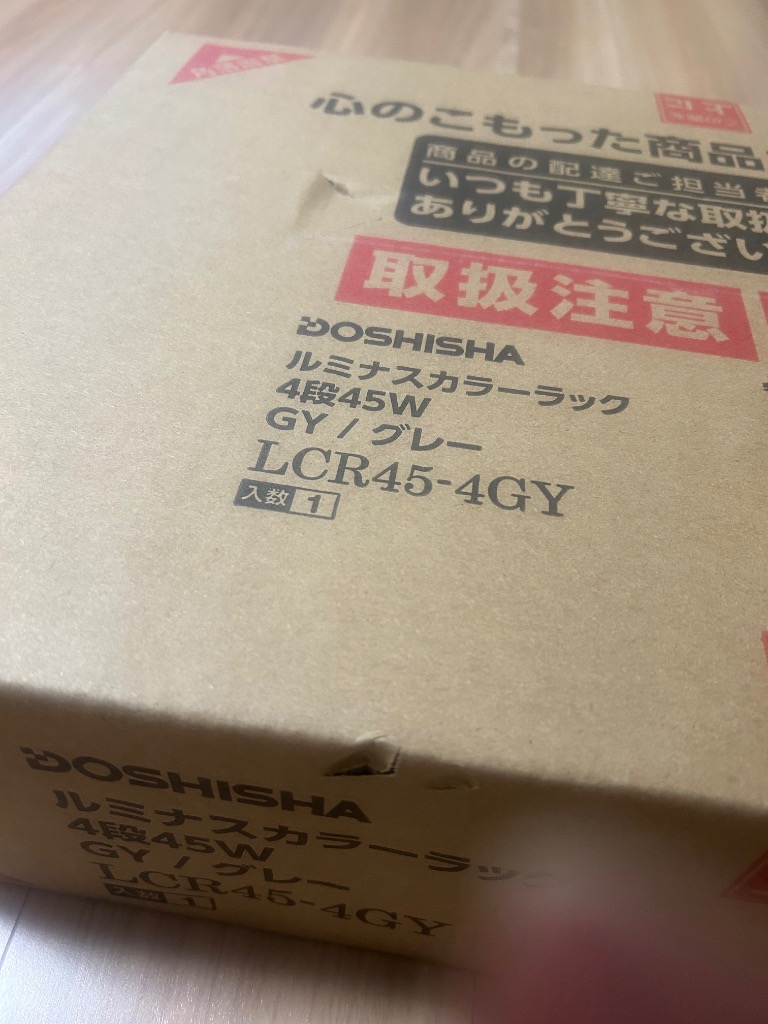 心のこもった商品
商品の配達ご担当者
いつも丁寧な取扱
ありがとうござい
取扱注意
DOSHISHA
ルミナスカラーラック
4段45W
GY / グレー
LCR45-4GY
入数 1
DOSHISHA
ルミナスカラーラック
4段45W
GY / グレー
LCR45-4GY
入数 1